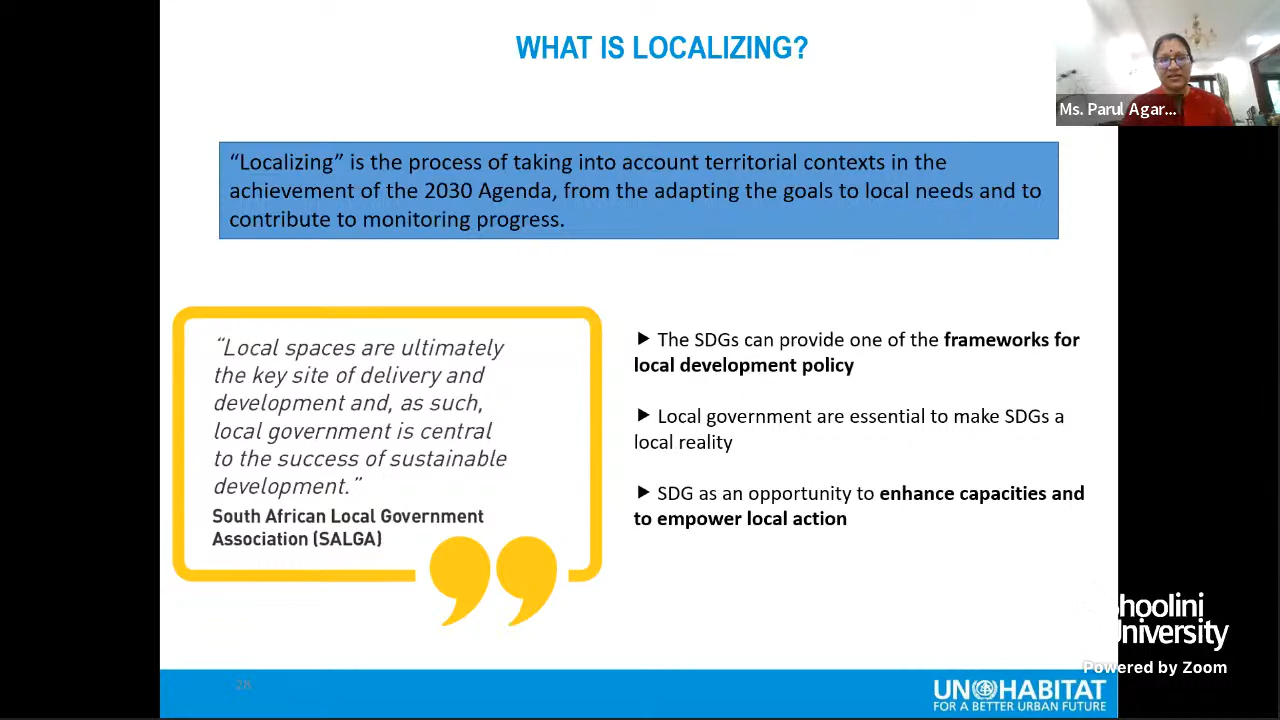 WHAT IS LOCALIZING?
Ms. Parul Agar...
“Localizing” is the process of taking into account territorial contexts in the
achievement of the 2030 Agenda, from the adapting the goals to local needs and to
contribute to monitoring progress.
“Local spaces are ultimately
the key site of delivery and
development and, as such,
local government is central
to the success of sustainable
development.”
South African Local Government
Association (SALGA)
▶ The SDGs can provide one of the frameworks for
local development policy
▶ Local government are essential to make SDGs a
local reality
▶ SDG as an opportunity to enhance capacities and
to empower local action
hoolini
University
Powered by Zoom
28
UN HABITAT
FOR A BETTER URBAN FUTURE